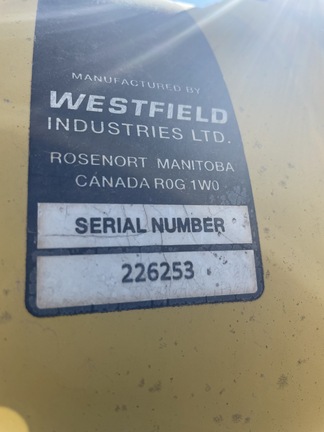 MANUFACTURED BY
WESTFIELD
INDUSTRIES LTD.
ROSENORT MANITOBA
CANADA R0G 1W0
SERIAL NUMBER
226253